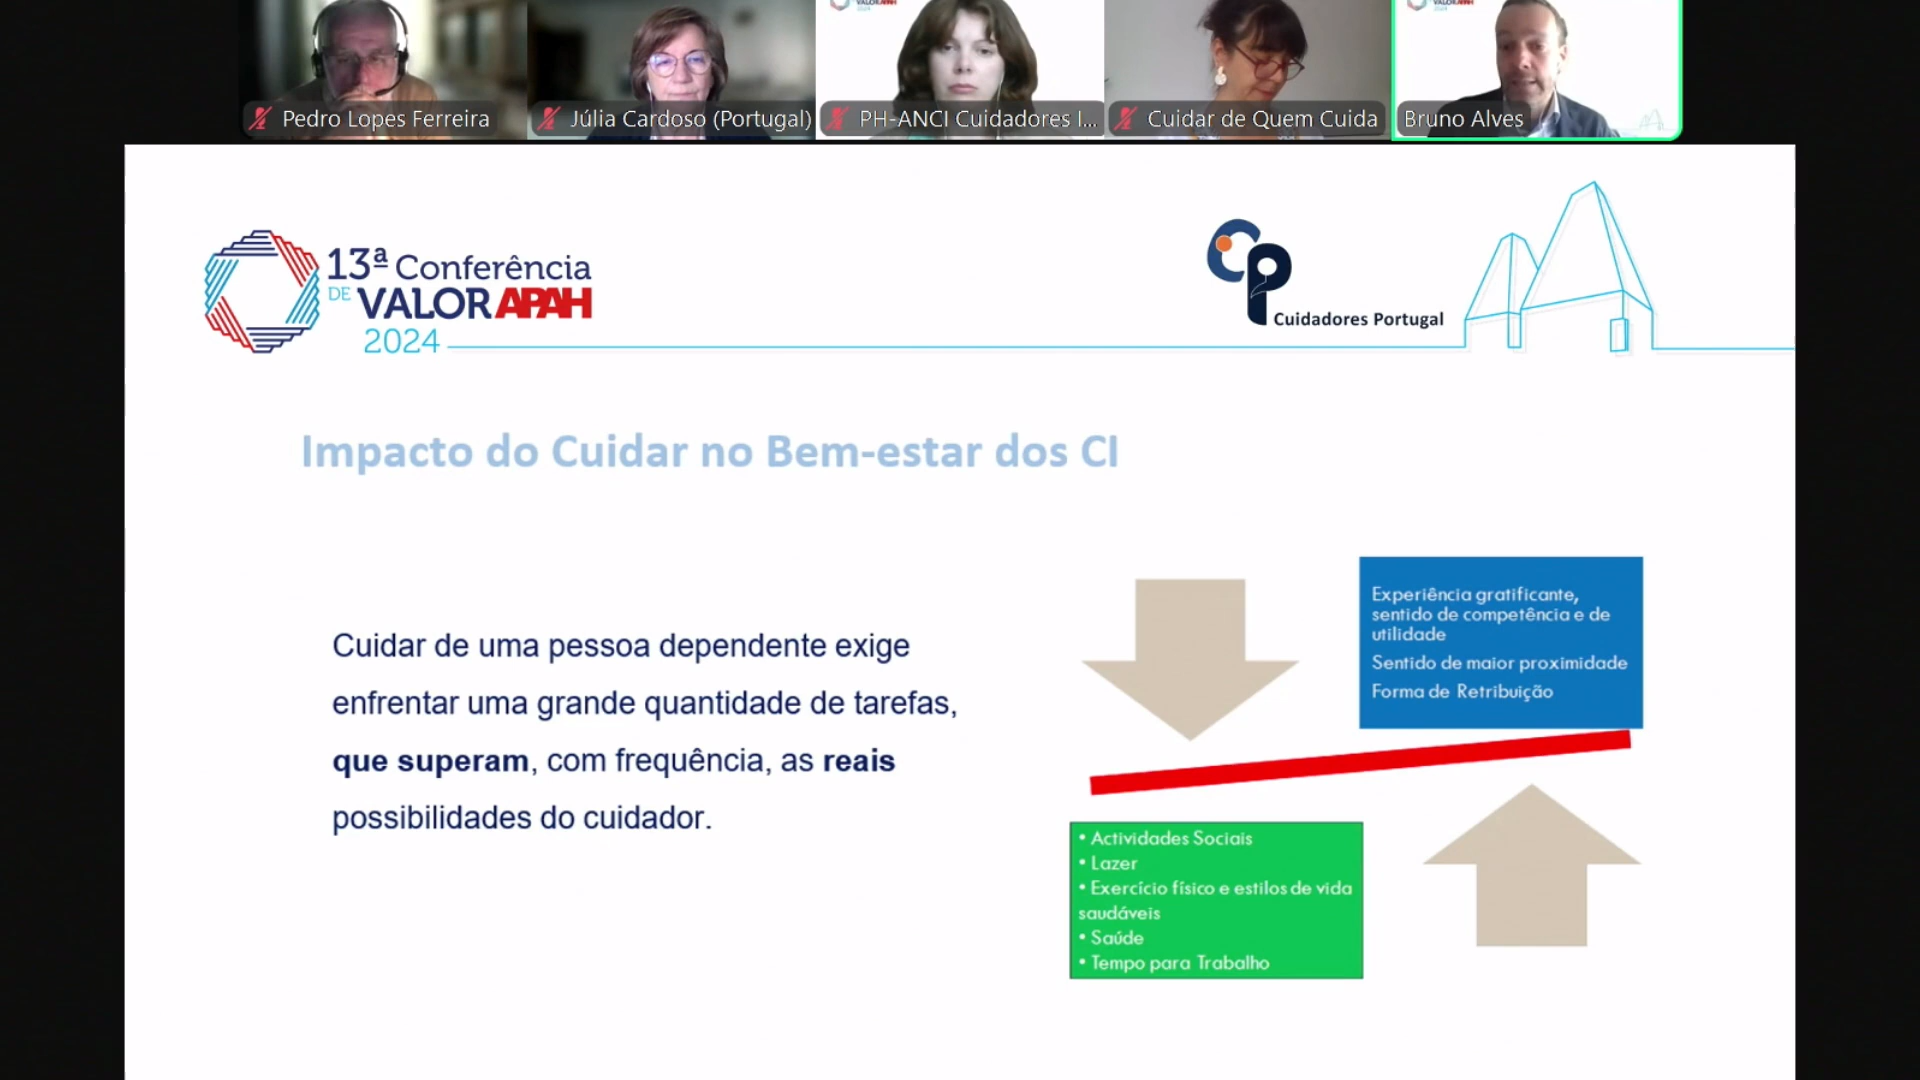 Pedro Lopes Ferreira
Júlia Cardoso (Portugal)
PH-ANCI Cuidadores I...
Cuidar de Quem Cuida
Bruno Alves
13ª Conferência
DE VALOR APAH
2024
CP
Cuidadores Portugal
Impacto do Cuidar no Bem-estar dos CI
Cuidar de uma pessoa dependente exige
enfrentar uma grande quantidade de tarefas,
que superam, com frequência, as reais
possibilidades do cuidador.
Experiência gratificante,
sentido de competência e de
utilidade
Sentido de maior proximidade
Forma de Retribuição
• Actividades Sociais
• Lazer
• Exercício físico e estilos de vida
saudáveis
• Saúde
• Tempo para Trabalho